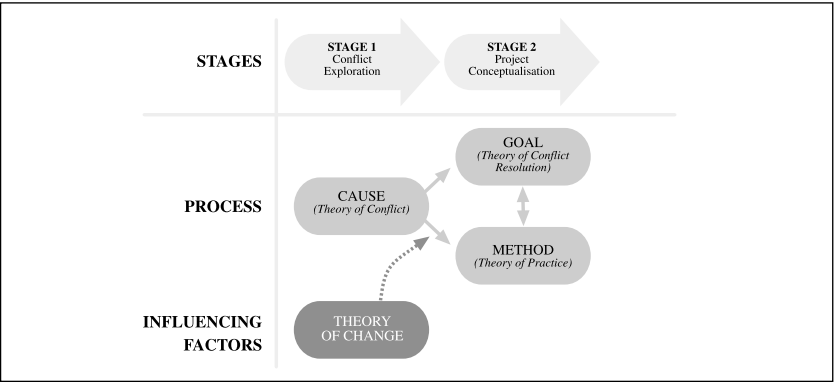 STAGES
STAGE 1
Conflict
Exploration
STAGE 2
Project
Conceptualisation
PROCESS
CAUSE
(Theory of Conflict)
GOAL
(Theory of Conflict
Resolution)
METHOD
(Theory of Practice)
INFLUENCING
FACTORS
THEORY
OF CHANGE